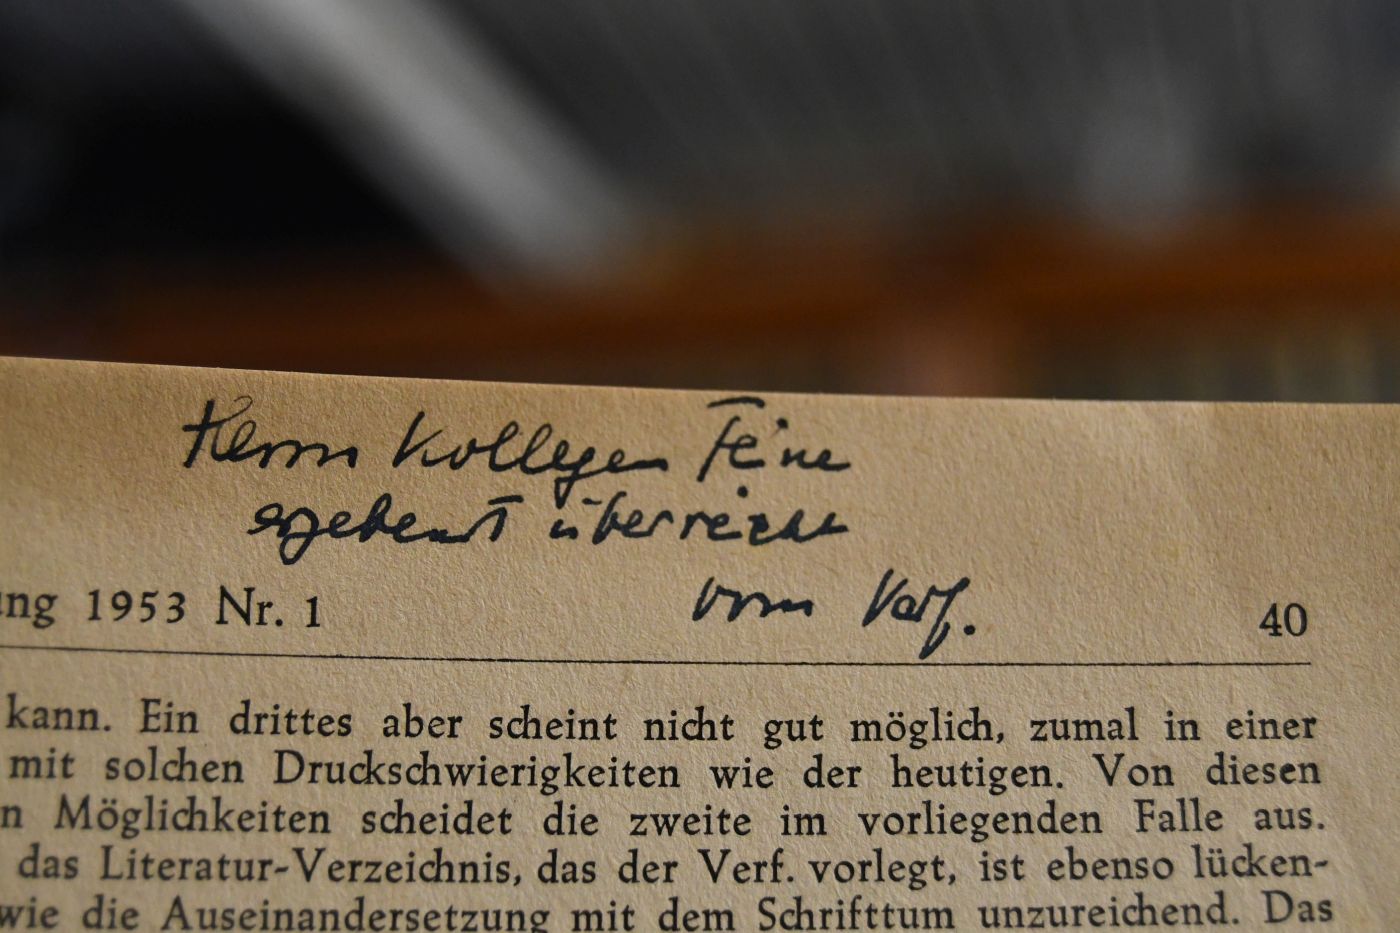 Herrn Kollegen Feine
ergebenst überreicht
vom Verf.
ung 1953 Nr. 1 40
kann. Ein drittes aber scheint nicht gut möglich, zumal in einer
mit solchen Druckschwierigkeiten wie der heutigen. Von diesen
n Möglichkeiten scheidet die zweite im vorliegenden Falle aus.
das Literatur-Verzeichnis, das der Verf. vorlegt, ist ebenso lücken-
wie die Auseinandersetzung mit dem Schrifttum unzureichend. Das